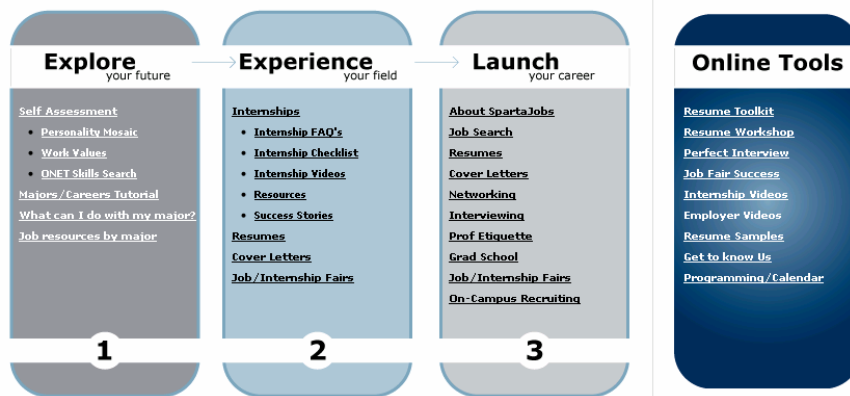 Explore
your future
Self Assessment
Personality Mosaic
Work Values
ONET Skills Search
Majors/Careers Tutorial
What can I do with my major?
Job resources by major
1
Experience
your field
Internships
Internship FAQ's
Internship Checklist
Internship Videos
Resources
Success Stories
Resumes
Cover Letters
Job/Internship Fairs
2
Launch
your career
About SpartaJobs
Job Search
Resumes
Cover Letters
Networking
Interviewing
Prof Etiquette
Grad School
Job/Internship Fairs
On-Campus Recruiting
3
Online Tools
Resume Toolkit
Resume Workshop
Perfect Interview
Job Fair Success
Internship Videos
Employer Videos
Resume Samples
Get to know Us
Programming/Calendar